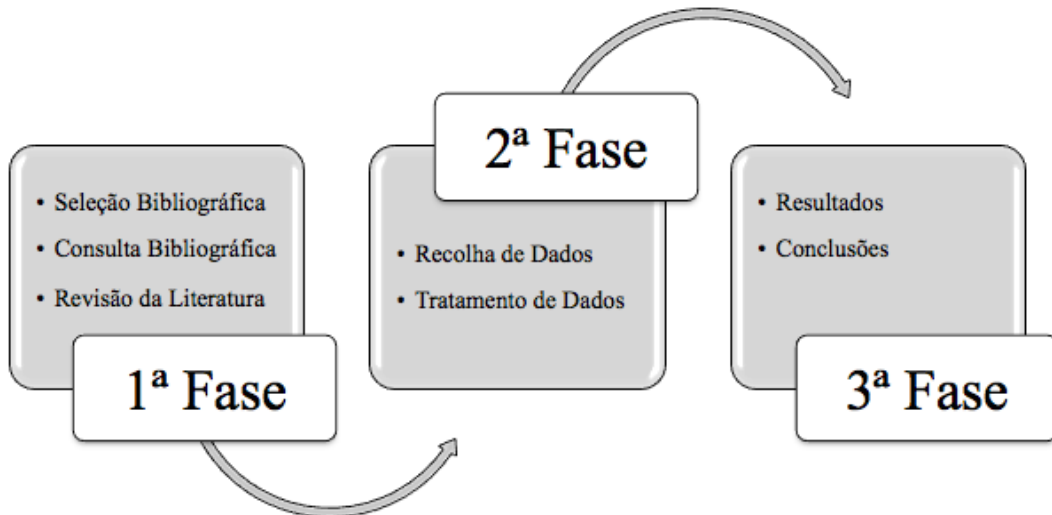 • Seleção Bibliográfica
• Consulta Bibliográfica
• Revisão da Literatura
1ª Fase
2ª Fase
• Recolha de Dados
• Tratamento de Dados
• Resultados
• Conclusões
3ª Fase